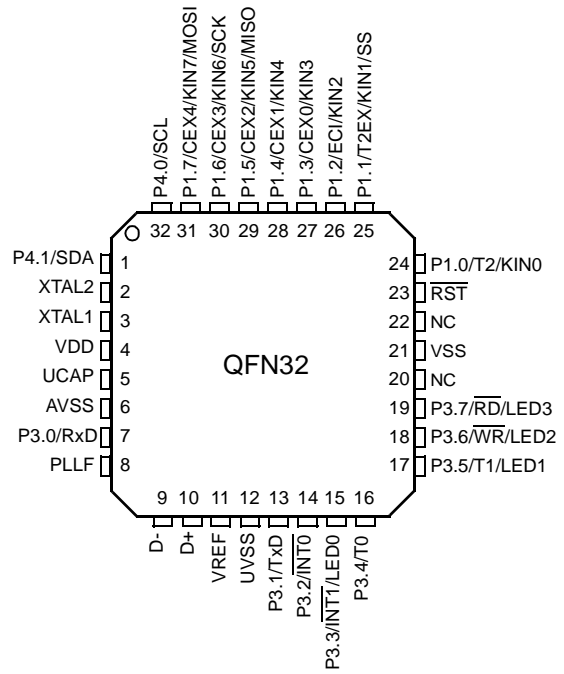 P4.0/SCL
P1.7/CEX4/KIN7/MOSI
P1.6/CEX3/KIN6/SCK
P1.5/CEX2/KIN5/MISO
P1.4/CEX1/KIN4
P1.3/CEX0/KIN3
P1.2/ECI/KIN2
P1.1/T2EX/KIN1/SS
32 31 30 29 28 27 26 25
P4.1/SDA 1
XTAL2 2
XTAL1 3
VDD 4
UCAP 5
AVSS 6
P3.0/RxD 7
PLLF 8
QFN32
24 P1.0/T2/KIN0
23 RST
22 NC
21 VSS
20 NC
19 P3.7/RD/LED3
18 P3.6/WR/LED2
17 P3.5/T1/LED1
9 10 11 12 13 14 15 16
D-
D+
VREF
UVSS
P3.1/TxD
P3.2/INT0
P3.3/INT1/LED0
P3.4/T0